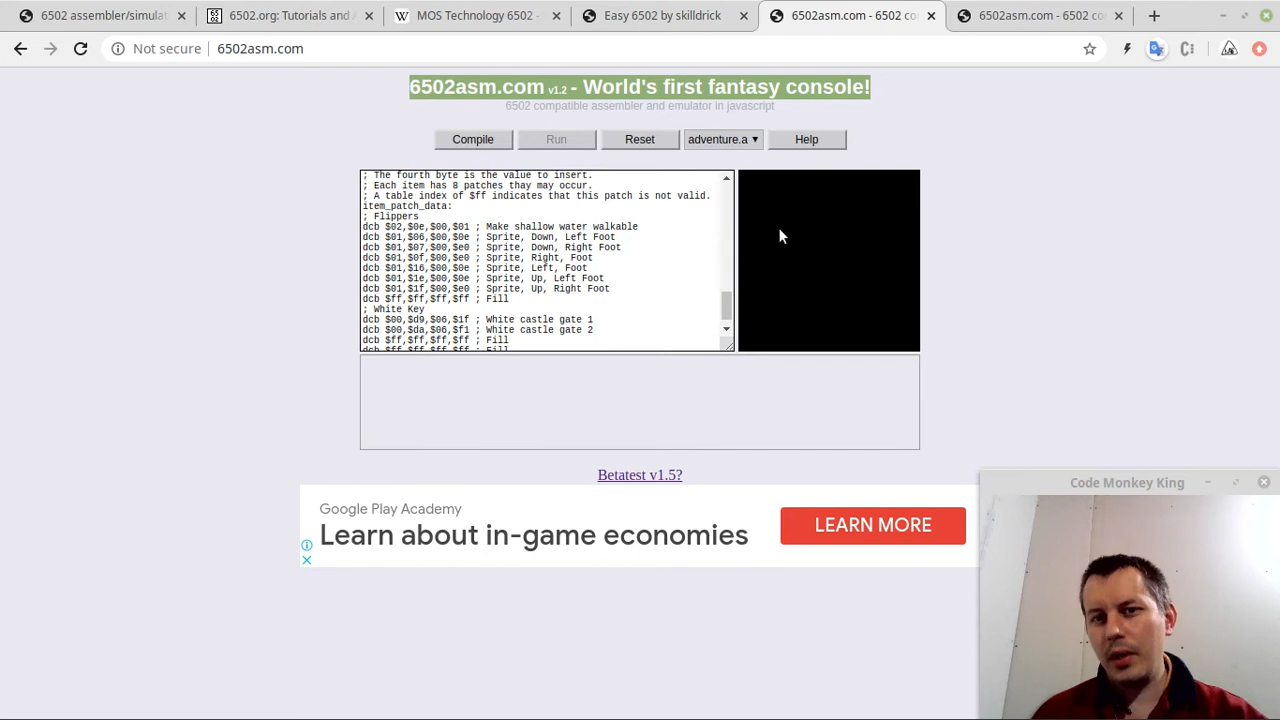 6502 assembler/simulat
6502.org: Tutorials and A
MOS Technology 6502 -
Easy 6502 by skilldrick
6502asm.com - 6502 co
6502asm.com - 6502 co
Not secure
6502asm.com
6502asm.com v1.2 - World's first fantasy console!
6502 compatible assembler and emulator in javascript
Compile
Run
Reset
adventure.a
Help
; The fourth byte is the value to insert.
; Each item has 8 patches thay may occur.
; A table index of $ff indicates that this patch is not valid.
item_patch_data:
; Flippers
dcb $02,$0e,$00,$01 ; Make shallow water walkable
dcb $01,$06,$00,$e0 ; Sprite, Down, Left Foot
dcb $01,$07,$00,$e0 ; Sprite, Down, Right Foot
dcb $01,$0f,$00,$e0 ; Sprite, Right, Foot
dcb $01,$16,$00,$0e ; Sprite, Left, Foot
dcb $01,$1e,$00,$0e ; Sprite, Up, Left Foot
dcb $01,$1f,$00,$e0 ; Sprite, Up, Right Foot
dcb $ff,$ff,$ff,$ff ; Fill
; White Key
dcb $00,$d9,$06,$1f ; White castle gate 1
dcb $00,$da,$06,$f1 ; White castle gate 2
dcb $ff,$ff,$ff,$ff ; Fill
dcb $ff,$ff,$ff,$ff ; Fill
Betatest v1.5?
Google Play Academy
Learn about in-game economies
LEARN MORE
Code Monkey King